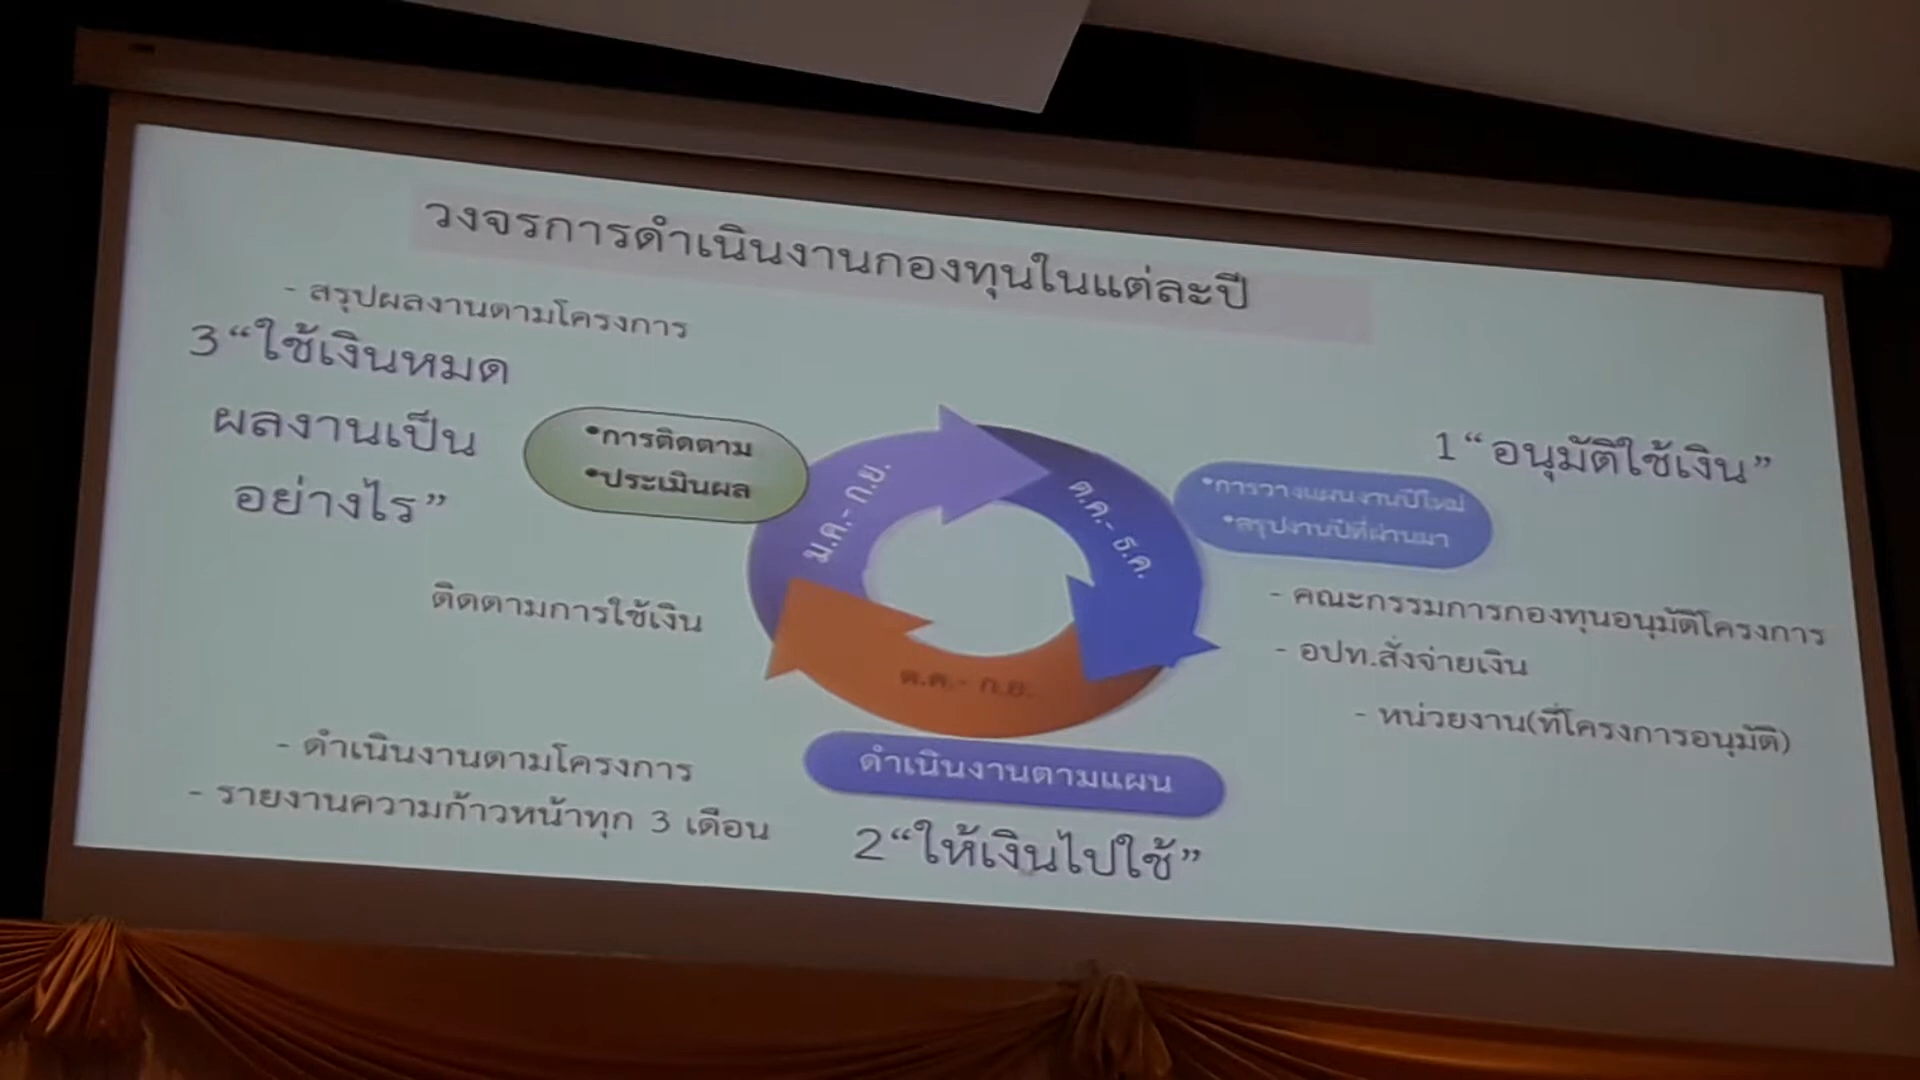 วงจรการดำเนินงานกองทุนในแต่ละปี
- สรุปผลงานตามโครงการ
3 “ใช้เงินหมด
ผลงานเป็น
อย่างไร”
•การติดตาม
•ประเมินผล
ม.ค.- ก.ย.
ต.ค.- ธ.ค.
1 “อนุมัติใช้เงิน”
•การวางแผนงานปีใหม่
•สรุปงานปีที่ผ่านมา
ติดตามการใช้เงิน
- คณะกรรมการกองทุนอนุมัติโครงการ
- อปท.สั่งจ่ายเงิน
- หน่วยงาน(ที่โครงการอนุมัติ)
ต.ค.- ก.ย.
ดำเนินงานตามแผน
- ดำเนินงานตามโครงการ
- รายงานความก้าวหน้าทุก 3 เดือน
2 “ให้เงินไปใช้”